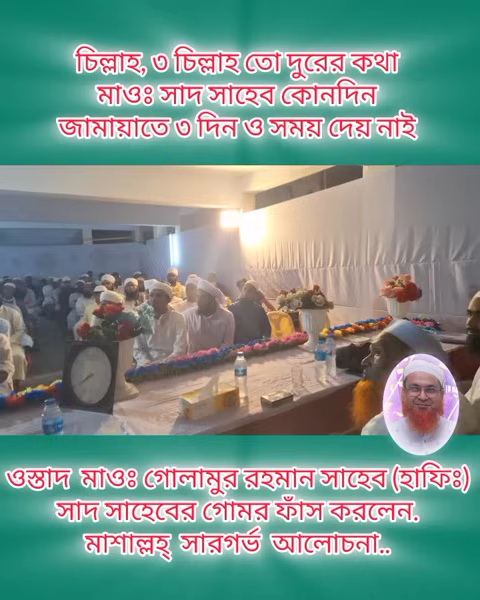 চিল্লাহ, ৩ চিল্লাহ তো দুরের কথা
মাওঃ সাদ সাহেব কোনদিন
জামায়াতে ৩ দিন ও সময় দেয় নাই
ওস্তাদ মাওঃ গোলামুর রহমান সাহেব (হাফিঃ)
সাদ সাহেবের গোমর ফাঁস করলেন.
মাশাল্লহ্ সারগর্ভ আলোচনা..